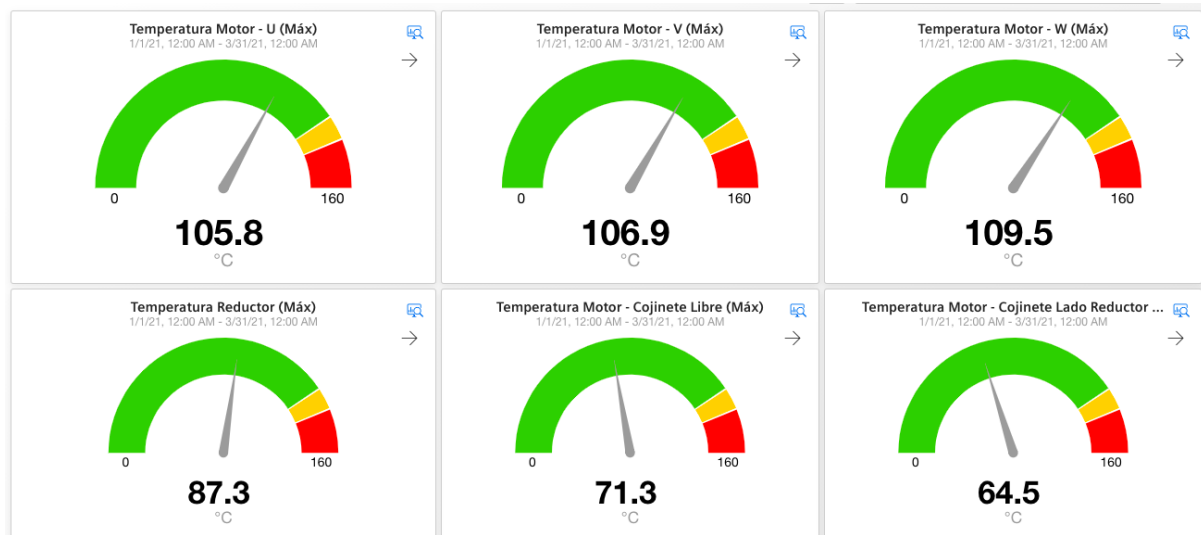 Temperatura Motor - U (Máx)
1/1/21, 12:00 AM - 3/31/21, 12:00 AM
0
160
105.8
°C
Temperatura Motor - V (Máx)
1/1/21, 12:00 AM - 3/31/21, 12:00 AM
0
160
106.9
°C
Temperatura Motor - W (Máx)
1/1/21, 12:00 AM - 3/31/21, 12:00 AM
0
160
109.5
°C
Temperatura Reductor (Máx)
1/1/21, 12:00 AM - 3/31/21, 12:00 AM
0
160
87.3
°C
Temperatura Motor - Cojinete Libre (Máx)
1/1/21, 12:00 AM - 3/31/21, 12:00 AM
0
160
71.3
°C
Temperatura Motor - Cojinete Lado Reductor ...
1/1/21, 12:00 AM - 3/31/21, 12:00 AM
0
160
64.5
°C